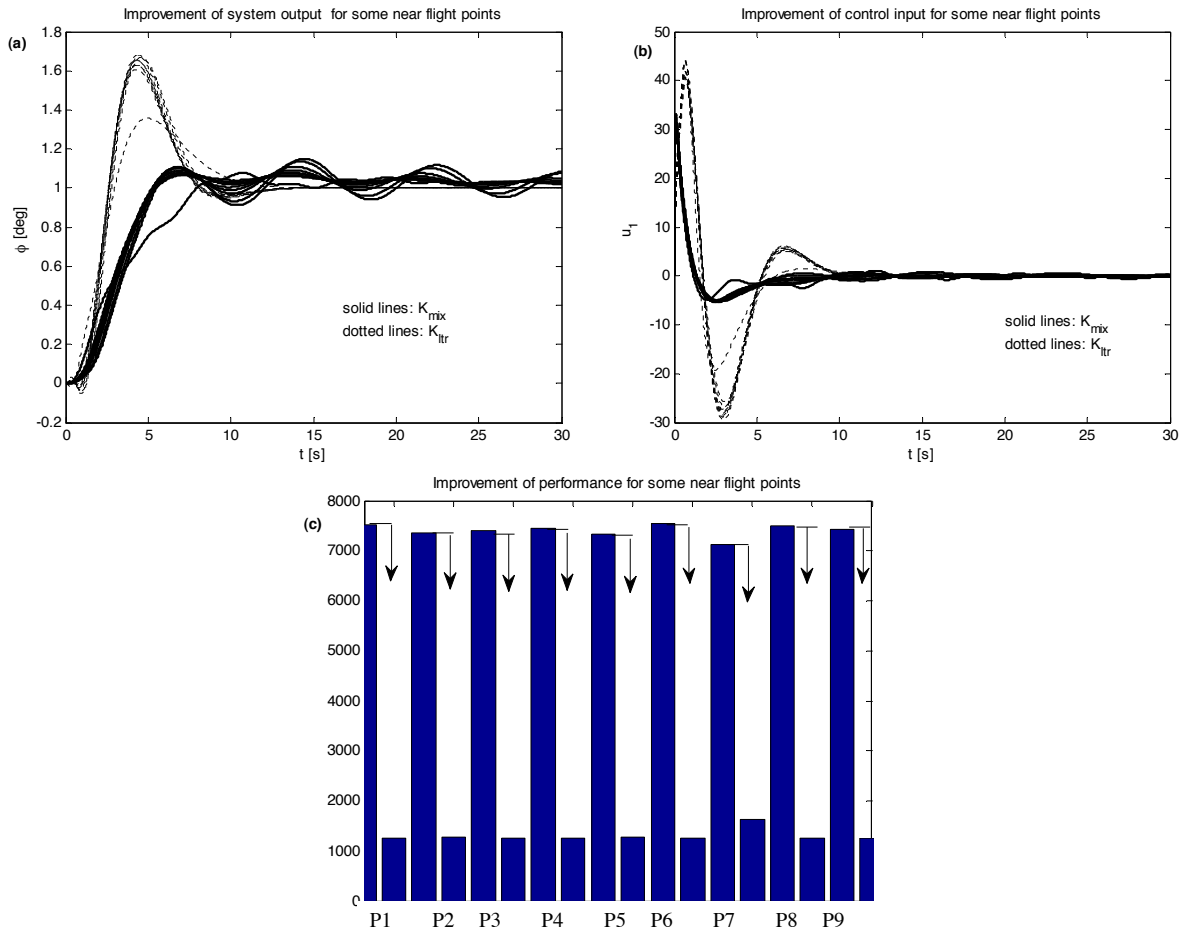 Improvement of system output for some near flight points
(a)
1.8
1.6
1.4
1.2
1
0.8
0.6
0.4
0.2
0
-0.2
ϕ [deg]
solid lines: K_mix
dotted lines: K_ltr
0 5 10 15 20 25 30
t [s]
Improvement of control input for some near flight points
(b)
50
40
30
20
10
0
-10
-20
-30
u_1
solid lines: K_mix
dotted lines: K_ltr
0 5 10 15 20 25 30
t [s]
Improvement of performance for some near flight points
(c)
8000
7000
6000
5000
4000
3000
2000
1000
0
P1 P2 P3 P4 P5 P6 P7 P8 P9